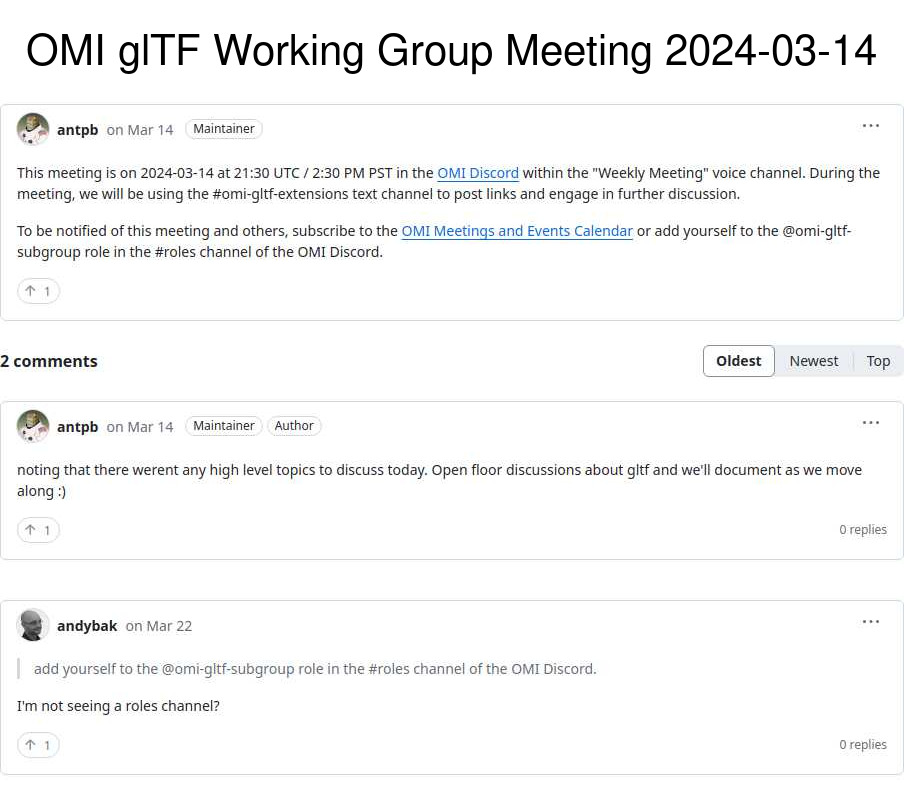 OMI glTF Working Group Meeting 2024-03-14
antpb on Mar 14 Maintainer ...
This meeting is on 2024-03-14 at 21:30 UTC / 2:30 PM PST in the OMI Discord within the "Weekly Meeting" voice channel. During the
meeting, we will be using the #omi-gltf-extensions text channel to post links and engage in further discussion.
To be notified of this meeting and others, subscribe to the OMI Meetings and Events Calendar or add yourself to the @omi-gltf-
subgroup role in the #roles channel of the OMI Discord.
↑ 1
2 comments Oldest Newest Top
antpb on Mar 14 Maintainer Author ...
noting that there werent any high level topics to discuss today. Open floor discussions about gltf and we'll document as we move
along :)
↑ 1 0 replies
andybak on Mar 22 ...
add yourself to the @omi-gltf-subgroup role in the #roles channel of the OMI Discord.
I'm not seeing a roles channel?
↑ 1 0 replies